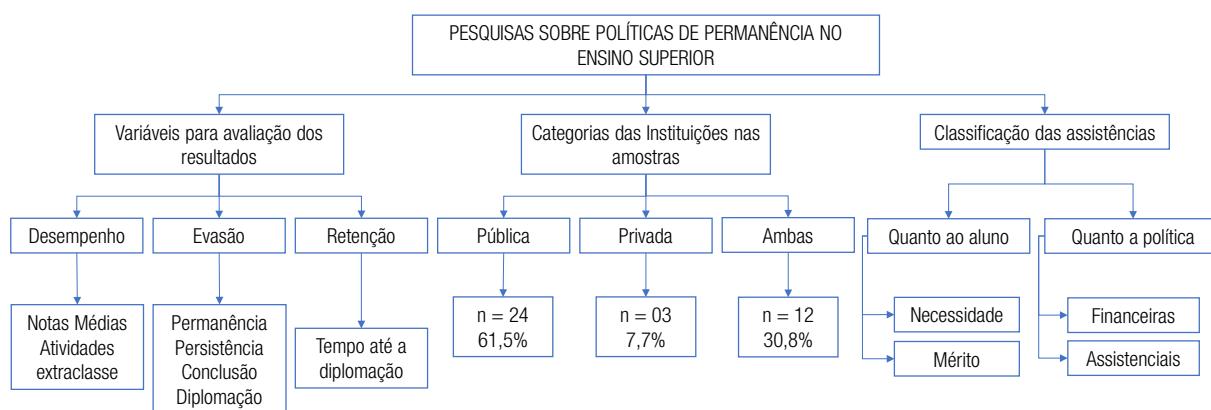 PESQUISAS SOBRE POLÍTICAS DE PERMANÊNCIA NO
ENSINO SUPERIOR
Variáveis para avaliação dos
resultados
Categorias das Instituições nas
amostras
Classificação das assistências
Desempenho
Evasão
Retenção
Pública
Privada
Ambas
Quanto ao aluno
Quanto a política
Notas Médias
Atividades
extraclasse
Permanência
Persistência
Conclusão
Diplomação
Tempo até a
diplomação
n = 24
61,5%
n = 03
7,7%
n = 12
30,8%
Necessidade
Mérito
Financeiras
Assistenciais